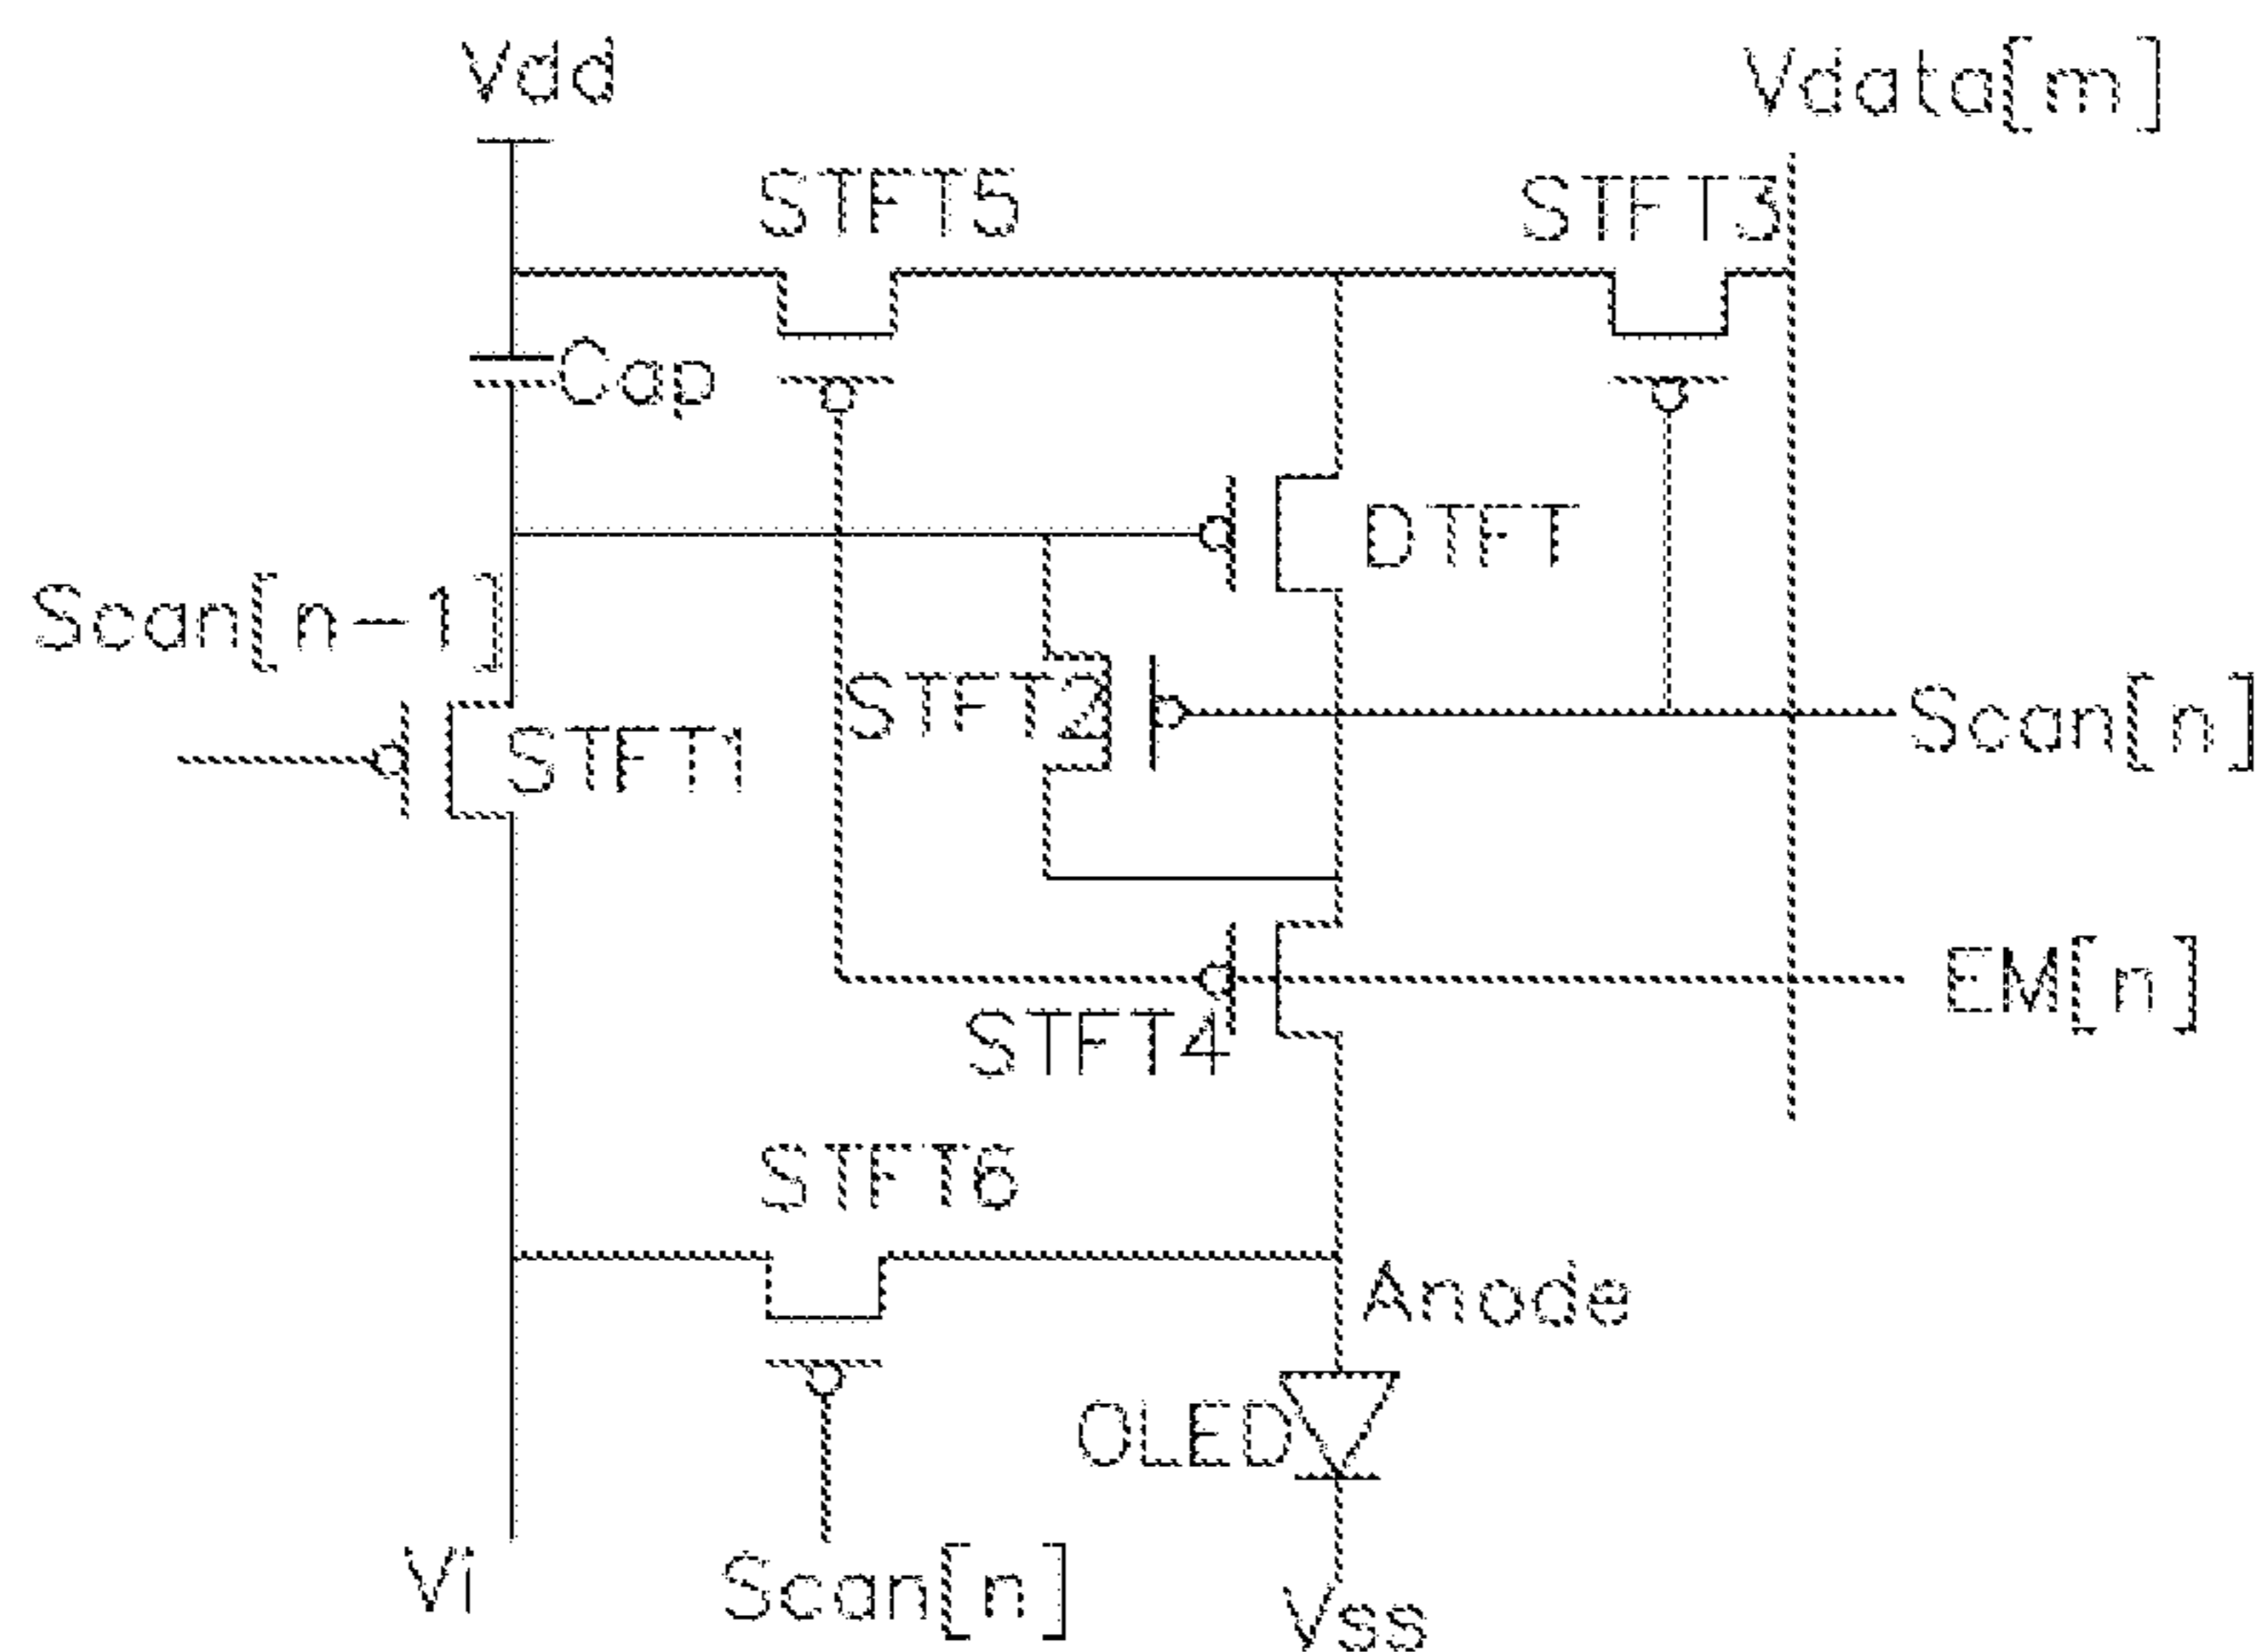 Vdd
Vdata[m]
STFT5
STFT3
Cap
DTFT
Scan[n-1]
STFT2
Scan[n]
STFT1
EM[n]
STFT4
STFT6
Anode
OLED
Vi
Scan[n]
Vss